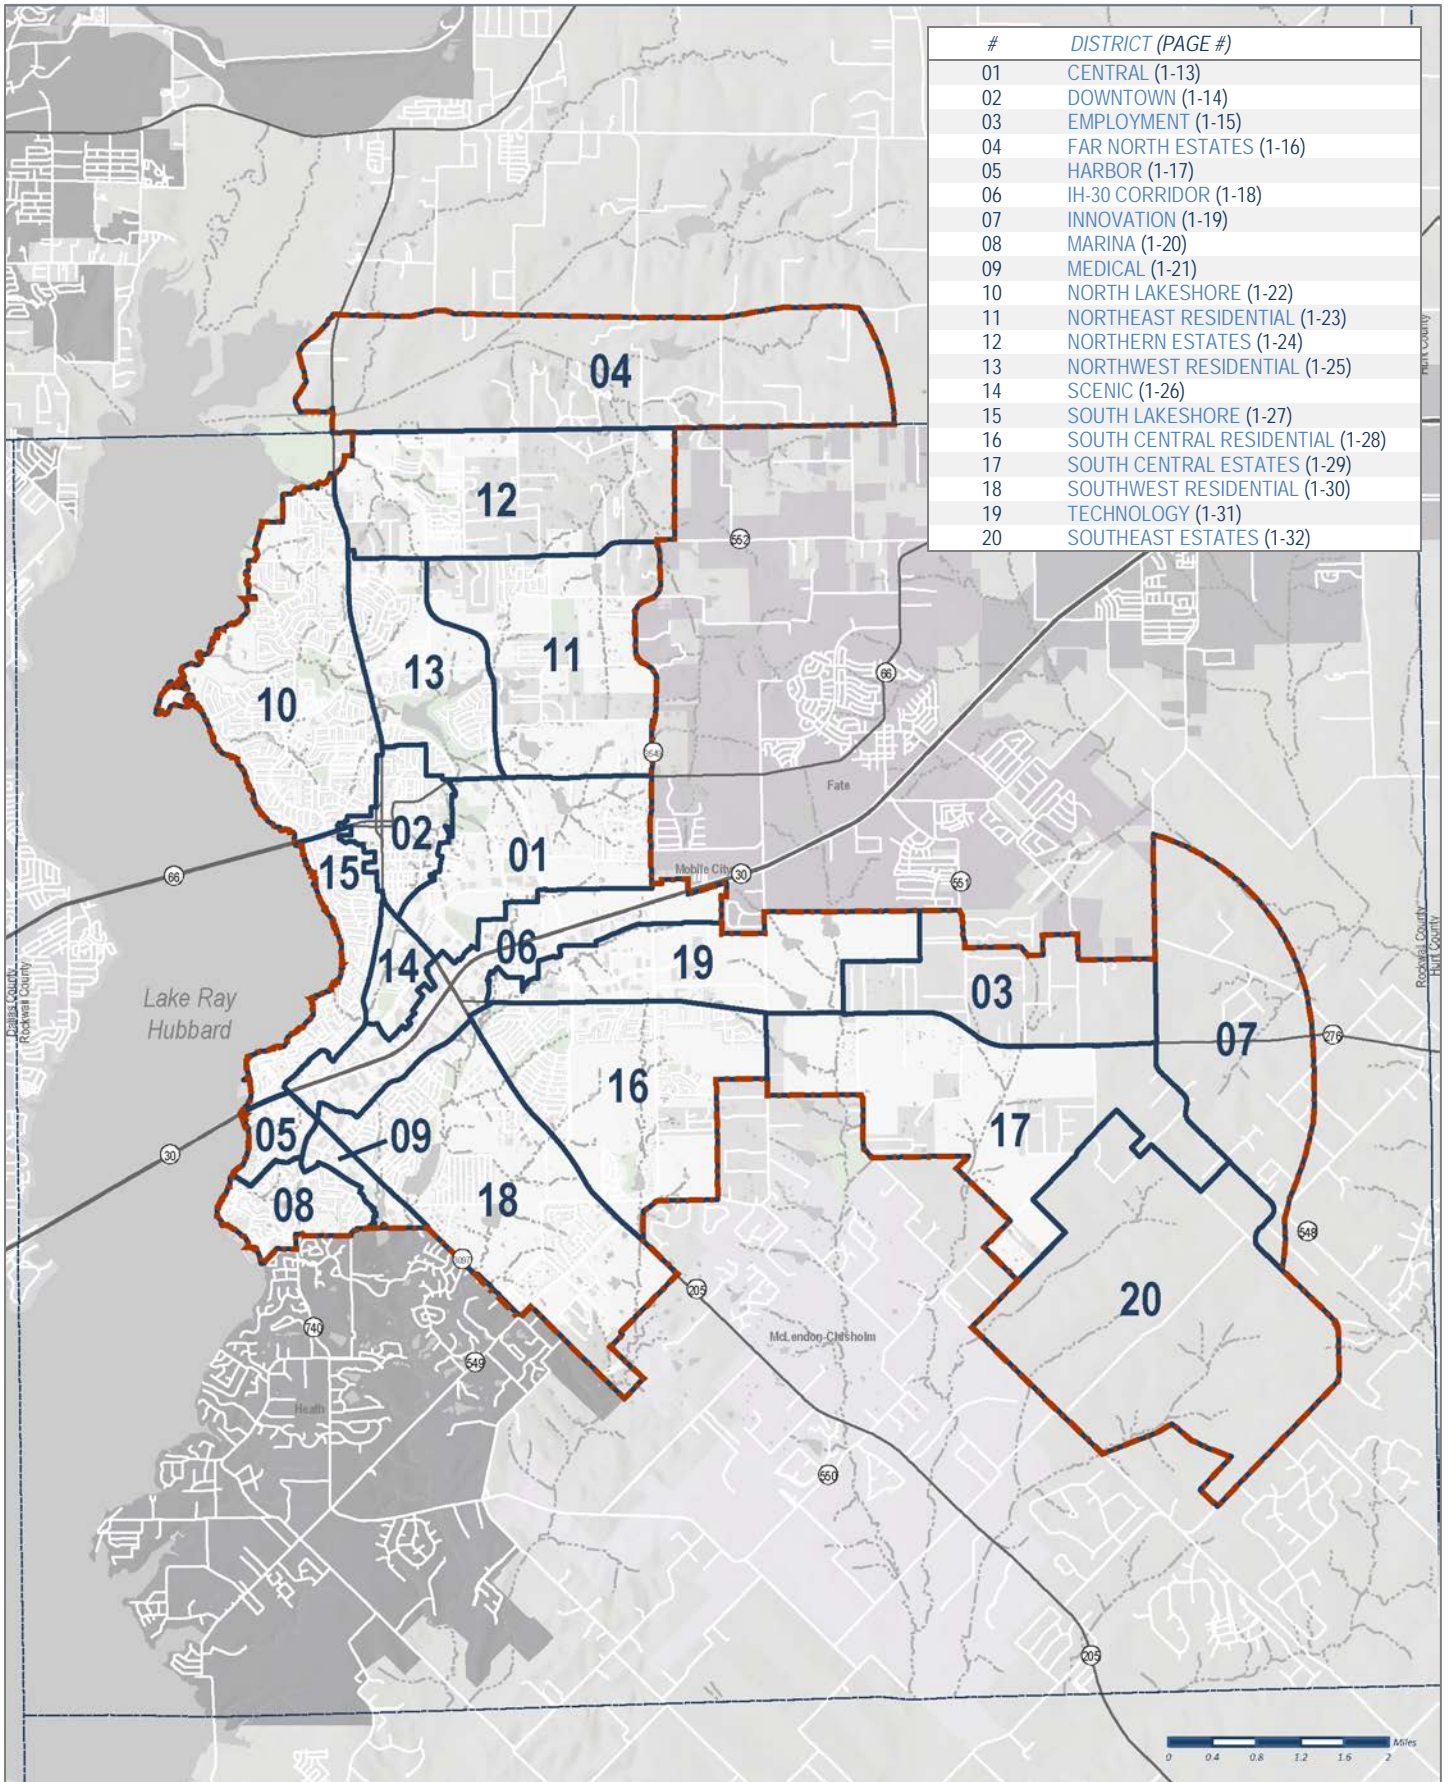 # DISTRICT (PAGE #)
01 CENTRAL (1-13)
02 DOWNTOWN (1-14)
03 EMPLOYMENT (1-15)
04 FAR NORTH ESTATES (1-16)
05 HARBOR (1-17)
06 IH-30 CORRIDOR (1-18)
07 INNOVATION (1-19)
08 MARINA (1-20)
09 MEDICAL (1-21)
10 NORTH LAKESHORE (1-22)
11 NORTHEAST RESIDENTIAL (1-23)
12 NORTHERN ESTATES (1-24)
13 NORTHWEST RESIDENTIAL (1-25)
14 SCENIC (1-26)
15 SOUTH LAKESHORE (1-27)
16 SOUTH CENTRAL RESIDENTIAL (1-28)
17 SOUTH CENTRAL ESTATES (1-29)
18 SOUTHWEST RESIDENTIAL (1-30)
19 TECHNOLOGY (1-31)
20 SOUTHEAST ESTATES (1-32)
Hunt County
04
12
552
11
13
66
10
3549
Fate
02
01
15
66
Mobile City
30
551
06
14
19
03
Rockwall County
Hunt County
Dallas County
Rockwall County
Lake Ray
Hubbard
07
276
16
05
09
17
30
18
08
548
3097
205
20
740
McLendon-Chisholm
549
Heath
550
205
Miles
0 0.4 0.8 1.2 1.6 2